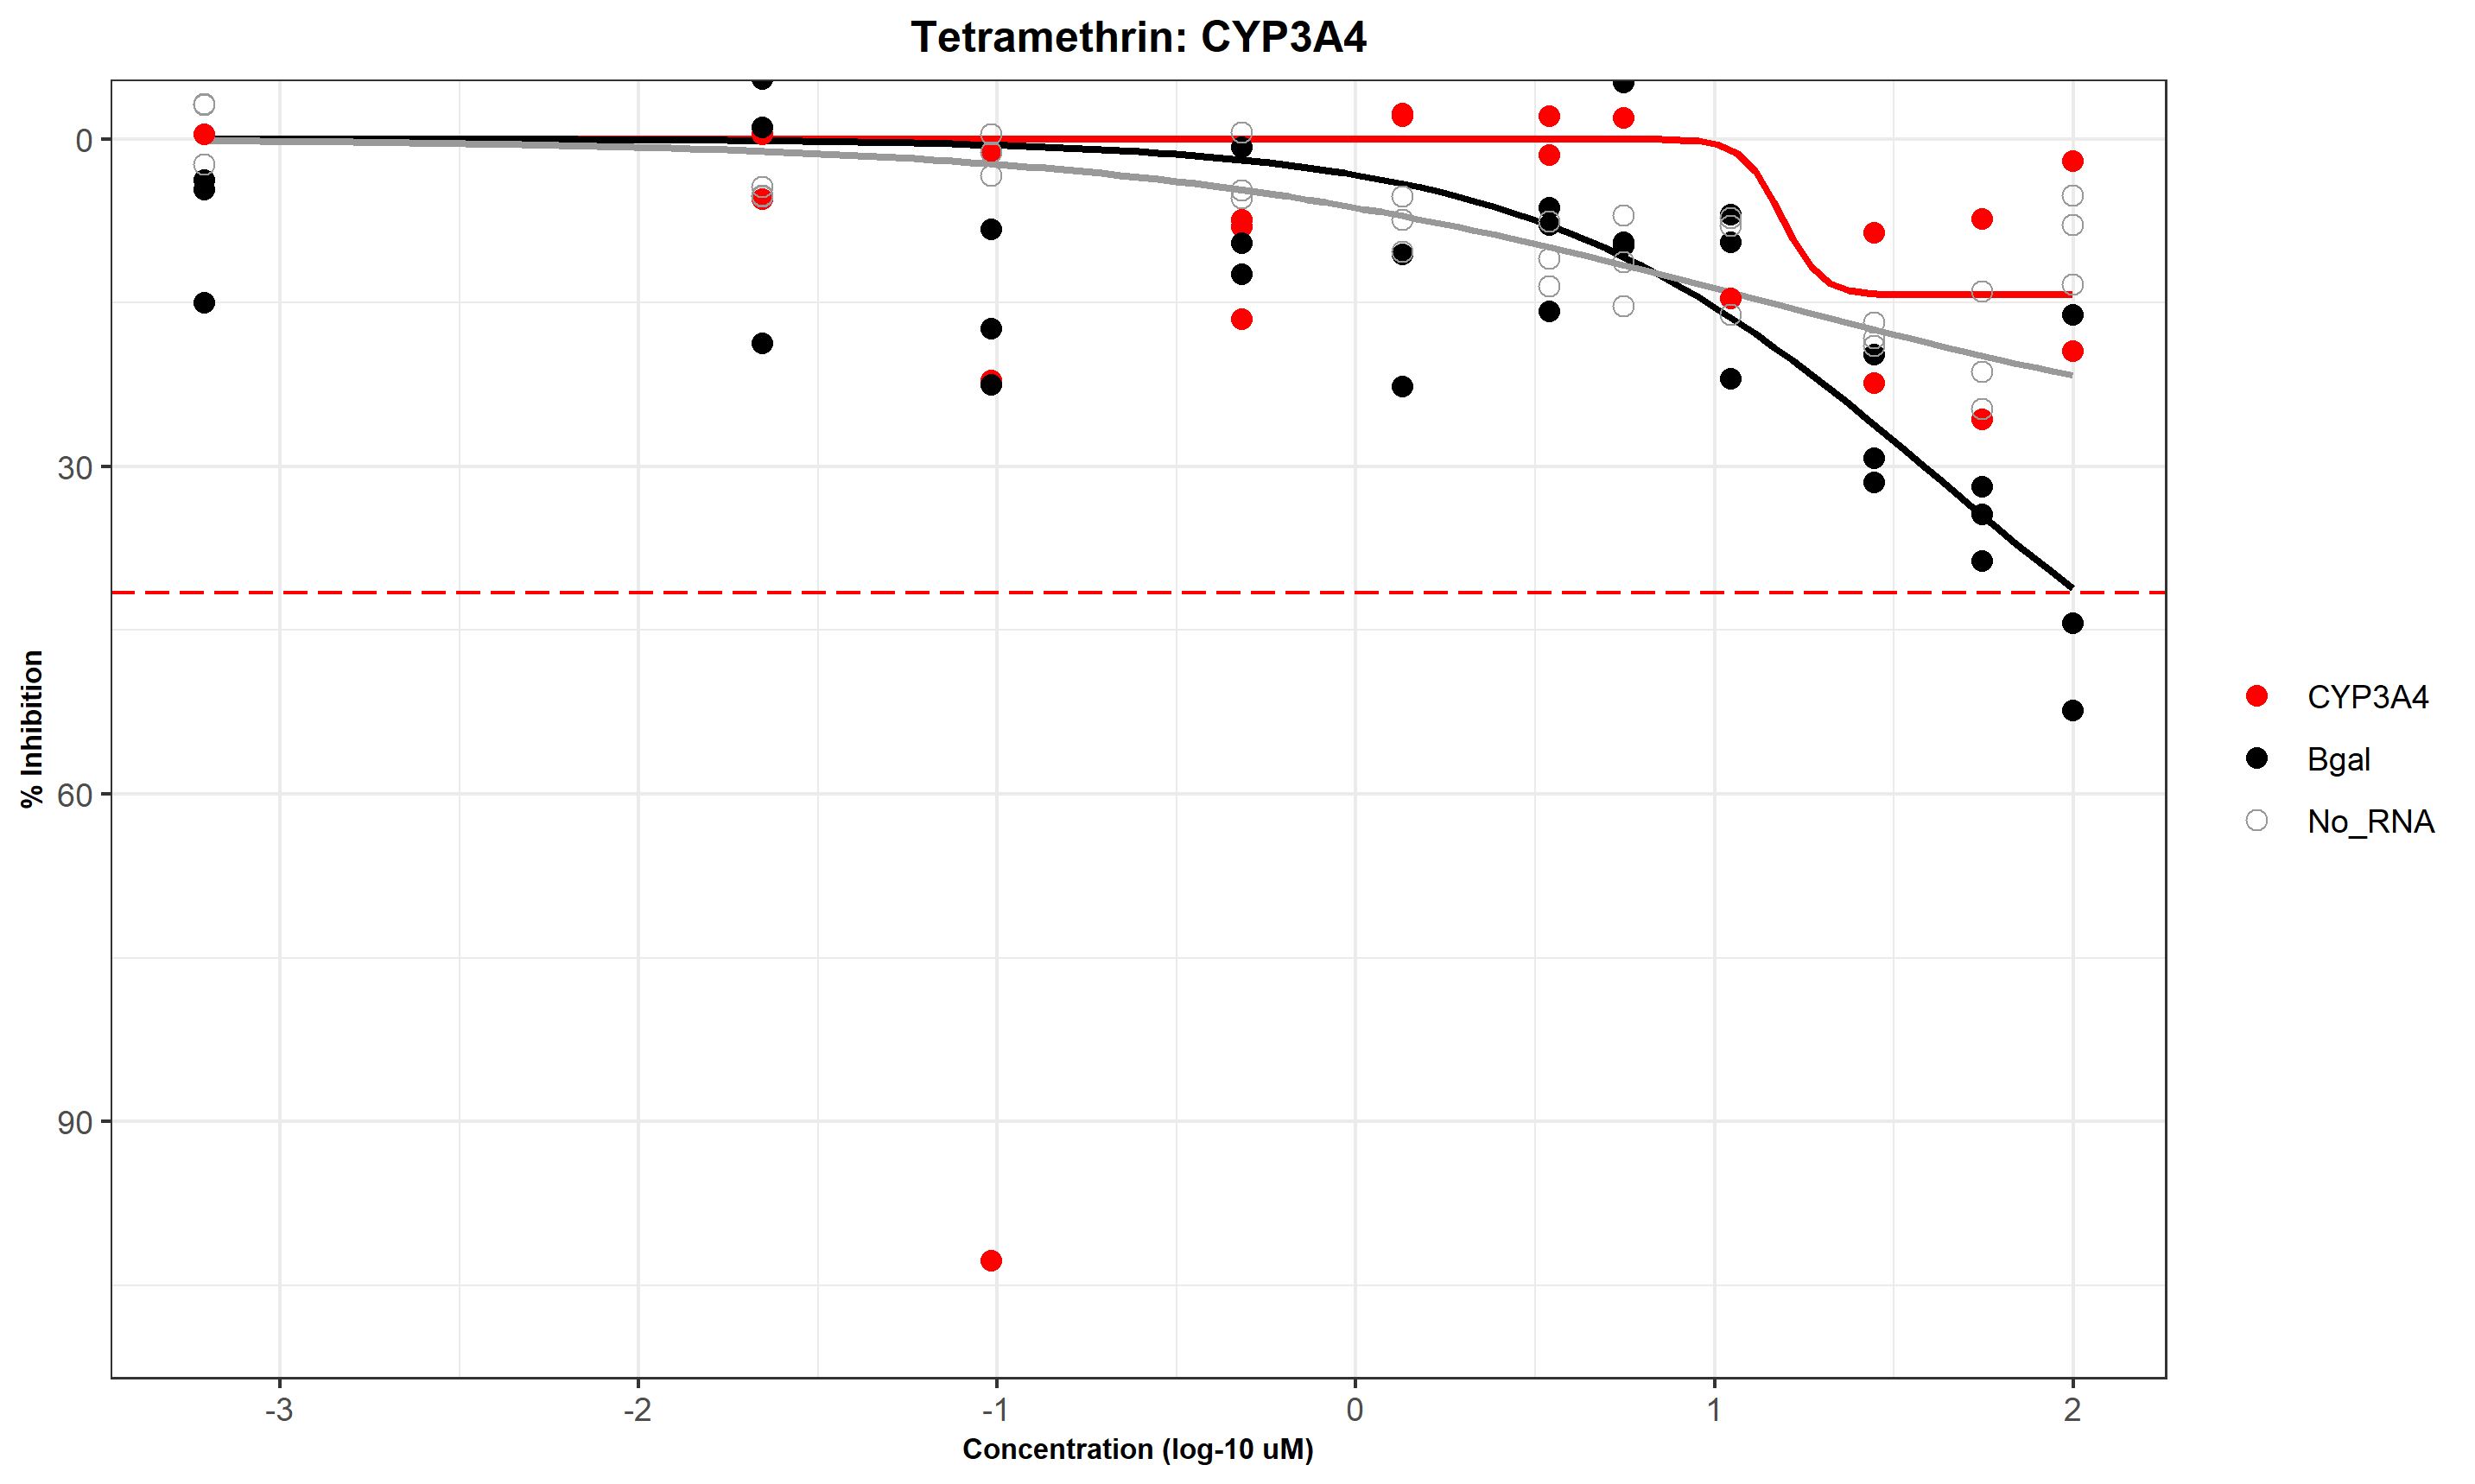 Tetramethrin: CYP3A4
0
30
60
90
% Inhibition
-3
-2
-1
0
1
2
Concentration (log-10 uM)
CYP3A4
Bgal
No_RNA